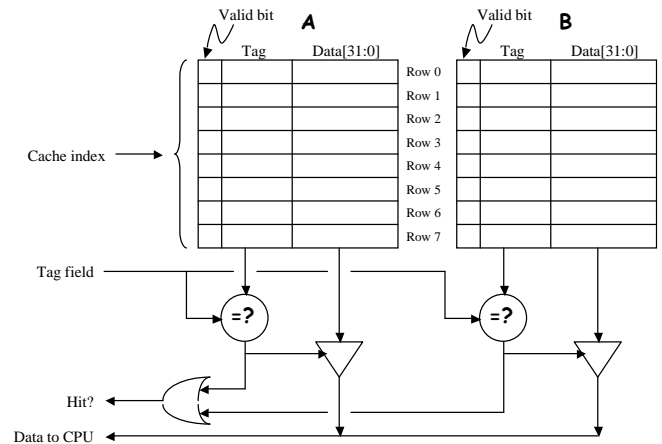 Valid bit A Valid bit B
Tag Data[31:0] Tag Data[31:0]
Row 0
Row 1
Row 2
Row 3
Cache index
Row 4
Row 5
Row 6
Row 7
Tag field
=? =?
Hit?
Data to CPU